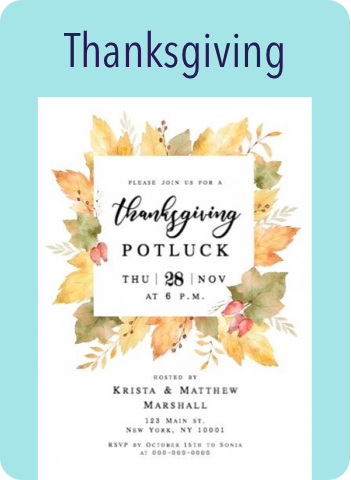 Thanksgiving
PLEASE JOIN US FOR A
thanksgiving
POTLUCK
THU | 28 | NOV
AT 6 P.M.
HOSTED BY
KRISTA & MATTHEW
MARSHALL
123 MAIN ST.
NEW YORK, NY 10001
RSVP BY OCTOBER 15TH TO SONIA
AT 000-000-0000